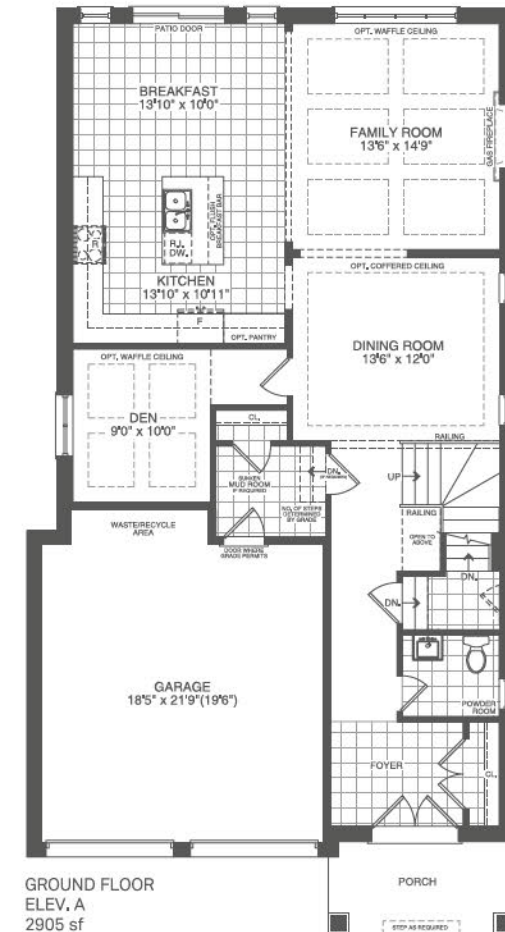 PATIO DOOR
OPT. WAFFLE CEILING
BREAKFAST
13'10" x 10'0"
FAMILY ROOM
13'6" x 14'9"
GAS FIREPLACE
OPT. FLUSH
BREAKFAST BAR
R
R.I.
DW.
KITCHEN
13'10" x 10'11"
F
OPT. PANTRY
OPT. COFFERED CEILING
DINING ROOM
13'6" x 12'0"
OPT. WAFFLE CEILING
DEN
9'0" x 10'0"
CL.
RAILING
UP
SUNKEN
MUD ROOM
IF REQUIRED
DN.
NO. OF STEPS
DETERMINED
BY GRADE
RAILING
OPEN TO
ABOVE
DN.
WASTE/RECYCLE
AREA
DOOR WHERE
GRADE PERMITS
DN.
GARAGE
18'5" x 21'9"(19'6")
POWDER
ROOM
FOYER
CL.
PORCH
STEP AS REQUIRED
GROUND FLOOR
ELEV. A
2905 sf